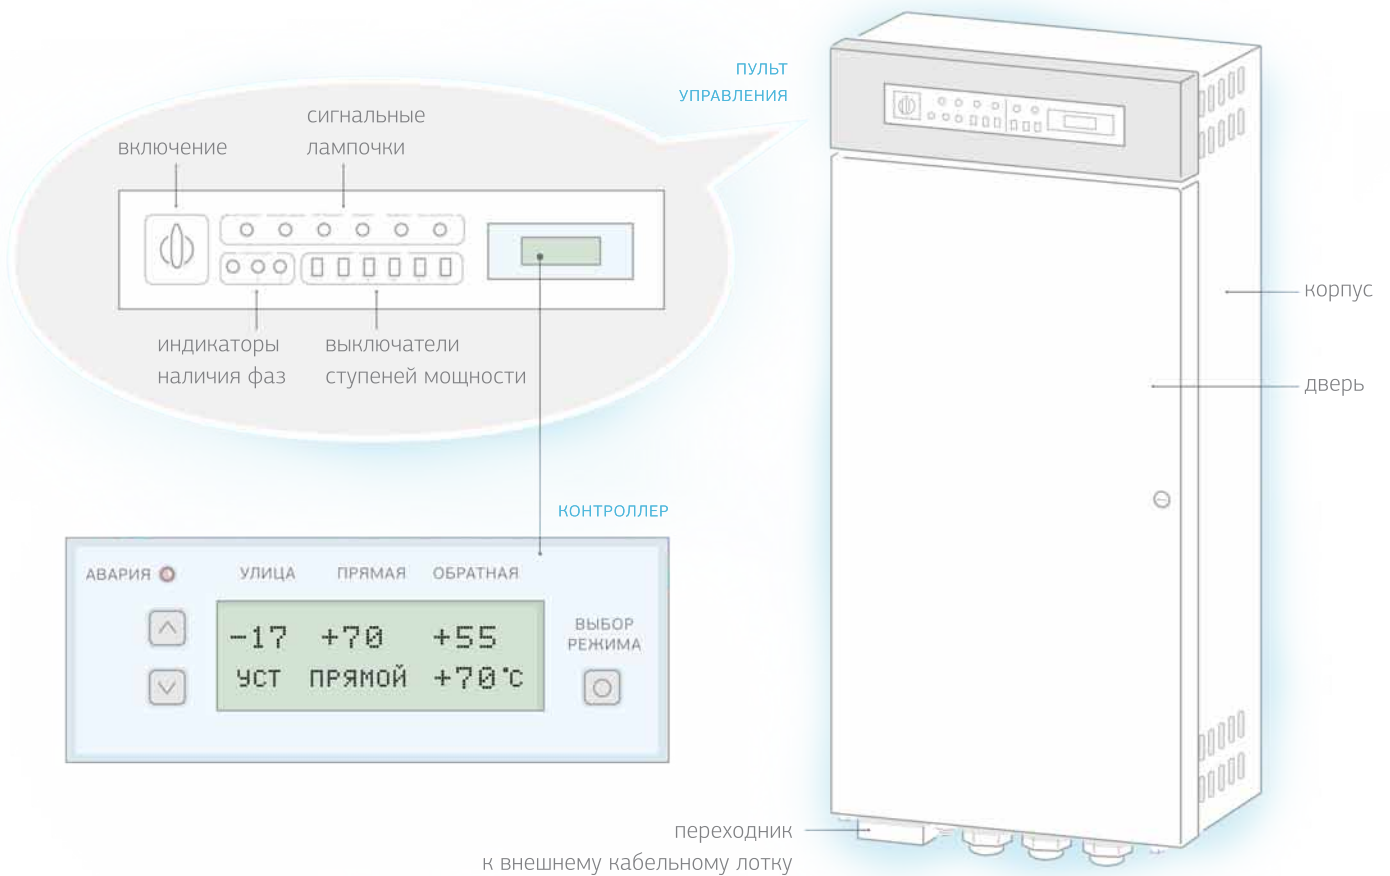 ПУЛЬТ
УПРАВЛЕНИЯ
сигнальные
лампочки
включение
индикаторы
наличия фаз
выключатели
ступеней мощности
корпус
дверь
КОНТРОЛЛЕР
АВАРИЯ
УЛИЦА ПРЯМАЯ ОБРАТНАЯ
-17 +70 +55
УСТ ПРЯМОЙ +70°C
ВЫБОР
РЕЖИМА
переходник
к внешнему кабельному лотку